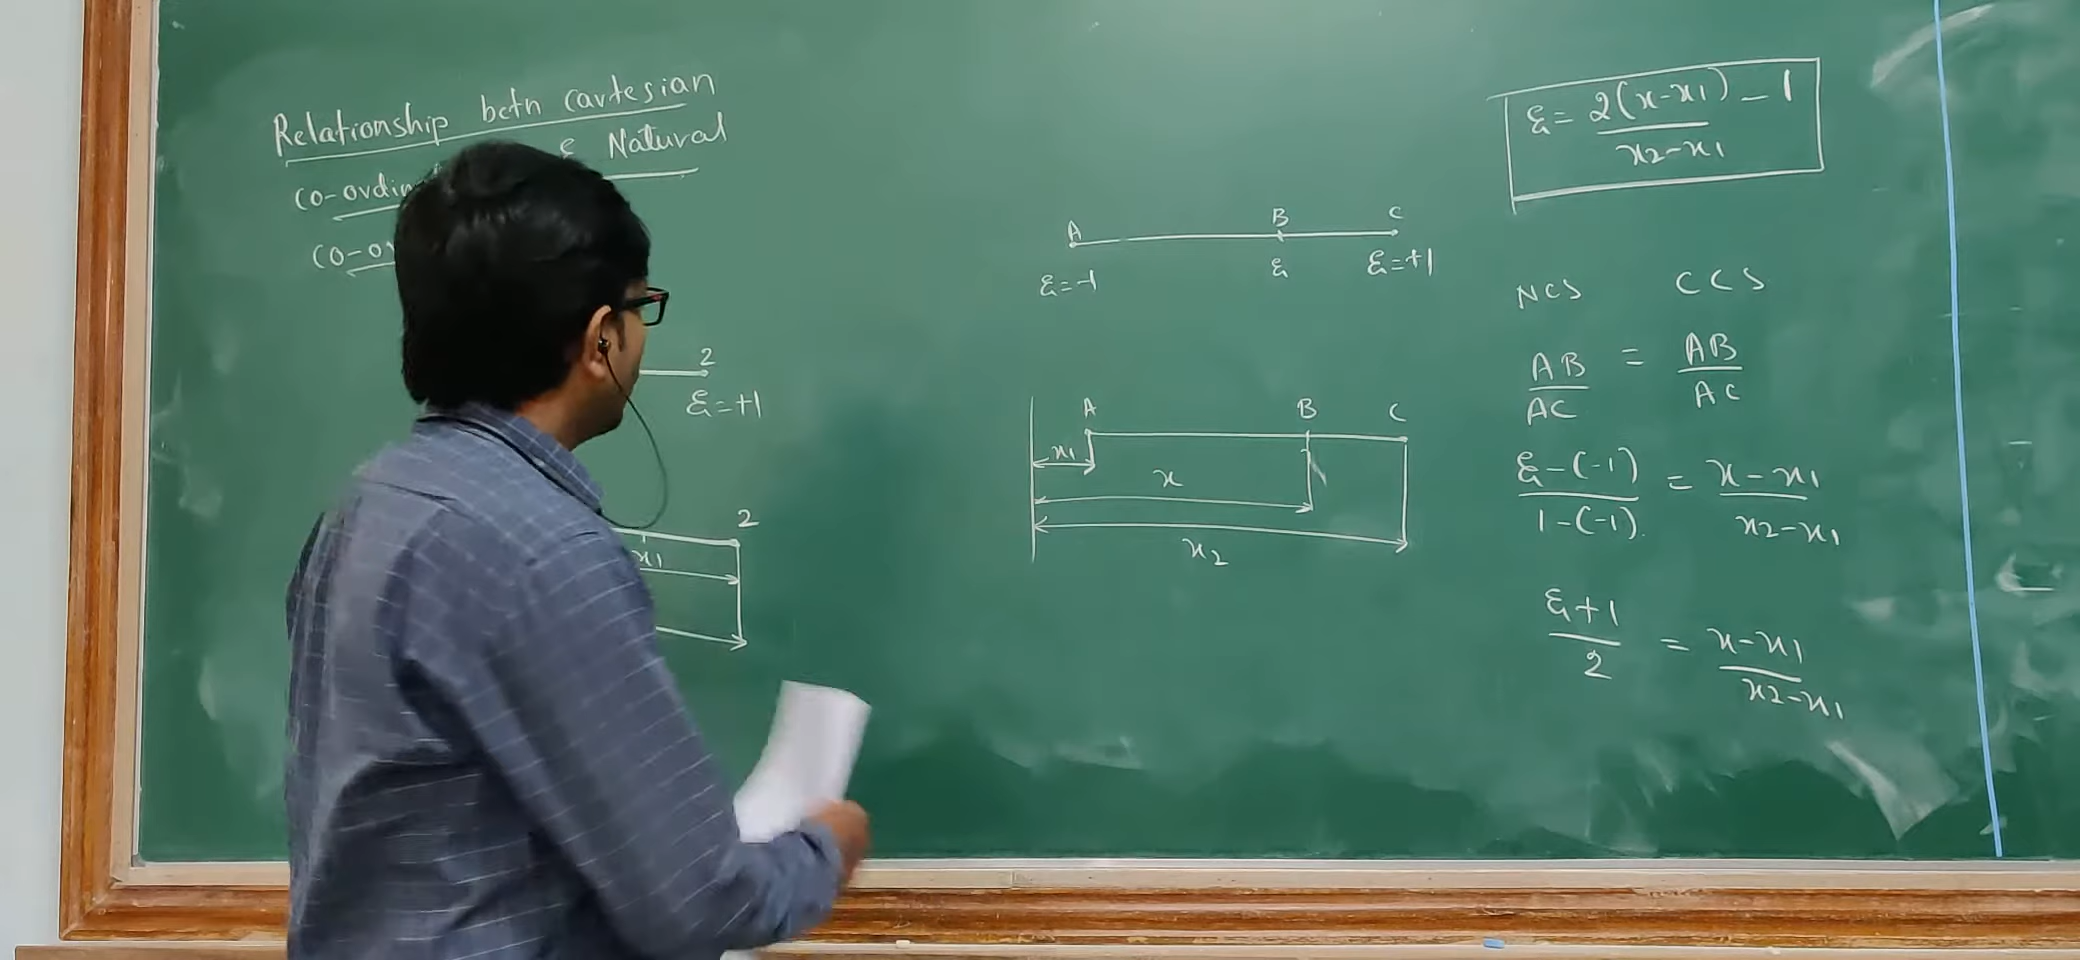 Relationship betn cartesian
& Natural
co-ordin
co-o
2
ξ=+1
2
x1
A B C
ξ=-1 ξ ξ=+1
A B C
x1
x
x2
ξ= 2(x-x1) - 1
x2-x1
NCS CCS
AB = AB
AC AC
ξ-(-1) = x-x1
1-(-1) x2-x1
ξ+1 = x-x1
2 x2-x1